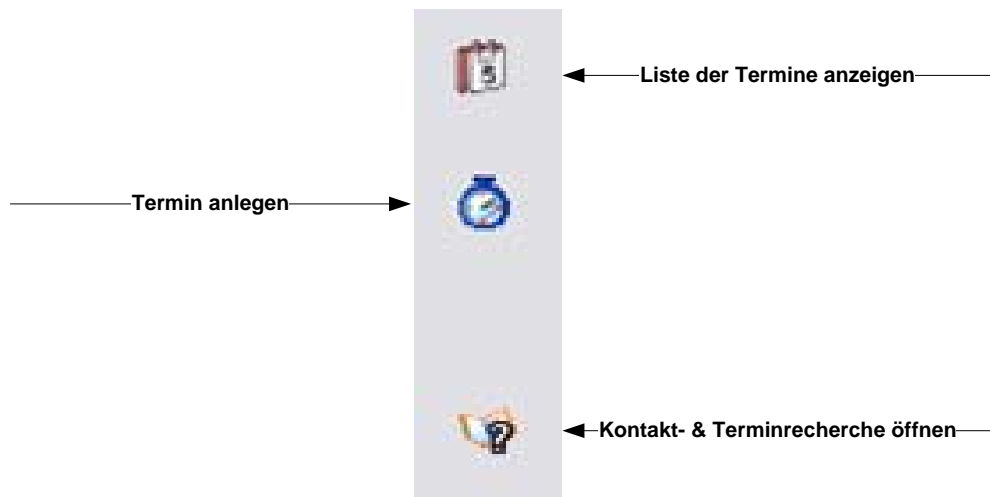 Liste der Termine anzeigen
Termin anlegen
Kontakt- & Terminrecherche öffnen